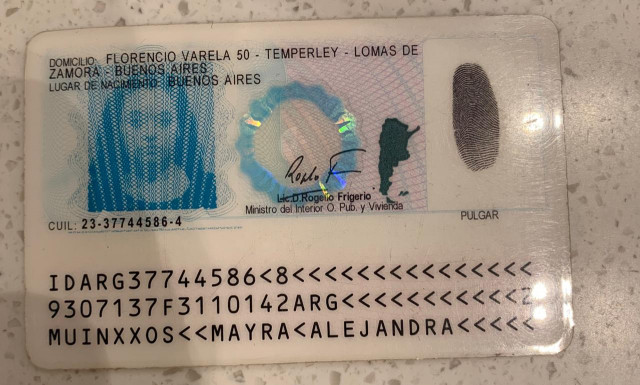 DOMICILIO: FLORENCIO VARELA 50 - TEMPERLEY - LOMAS DE
ZAMORA - BUENOS AIRES
LUGAR DE NACIMIENTO: BUENOS AIRES
Lic.D.Rogelio Frigerio
Ministro del Interior O. Pub. y Vivienda
CUIL: 23-37744586-4
PULGAR
IDARG37744586<8<<<<<<<<<<<<<<<
9307137F3110142ARG<<<<<<<<<<<2
MUINXXOS<<MAYRA<ALEJANDRA<<<<<